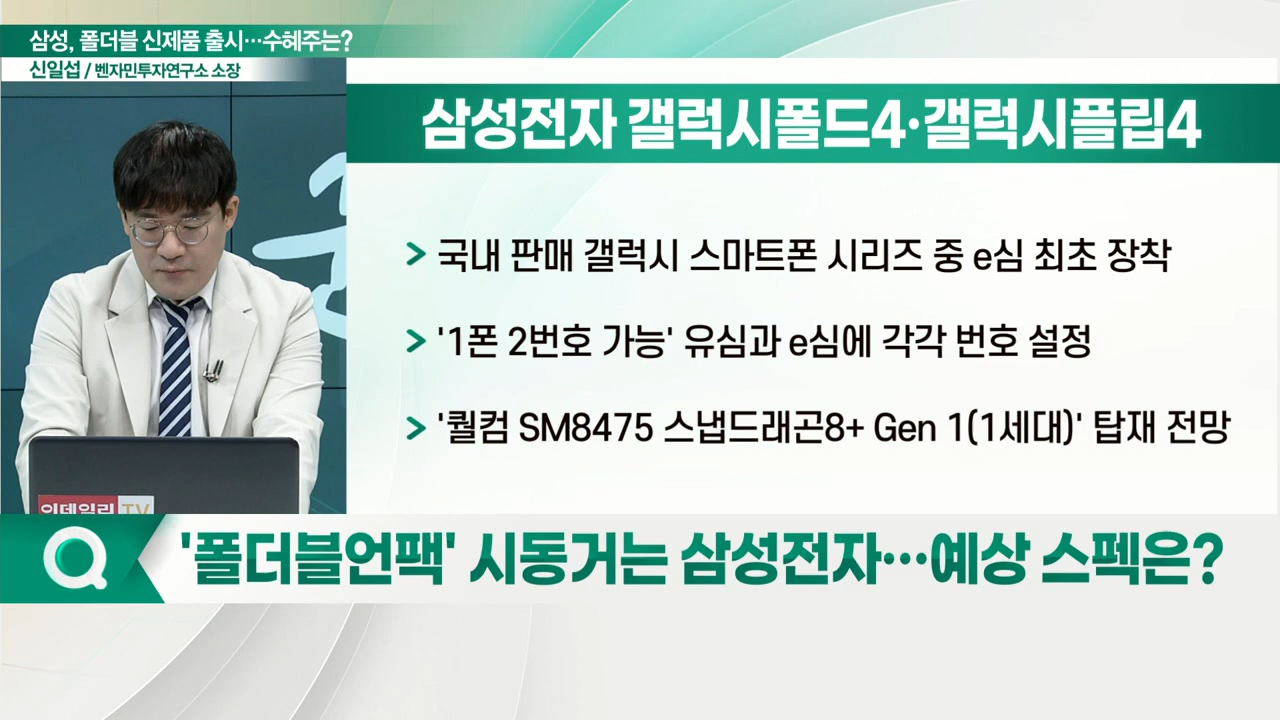 삼성, 폴더블 신제품 출시…수혜주는?
신일섭 / 벤자민투자연구소 소장
삼성전자 갤럭시폴드4·갤럭시플립4
> 국내 판매 갤럭시 스마트폰 시리즈 중 e심 최초 장착
> '1폰 2번호 가능' 유심과 e심에 각각 번호 설정
> '퀄컴 SM8475 스냅드래곤8+ Gen 1(1세대)' 탑재 전망
이데일리 TV
Q '폴더블언팩' 시동거는 삼성전자…예상 스펙은?